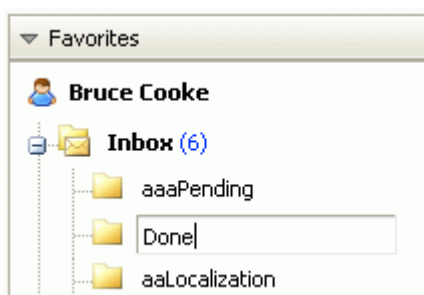 Favorites
Bruce Cooke
Inbox (6)
aaaPending
Done
aaLocalization